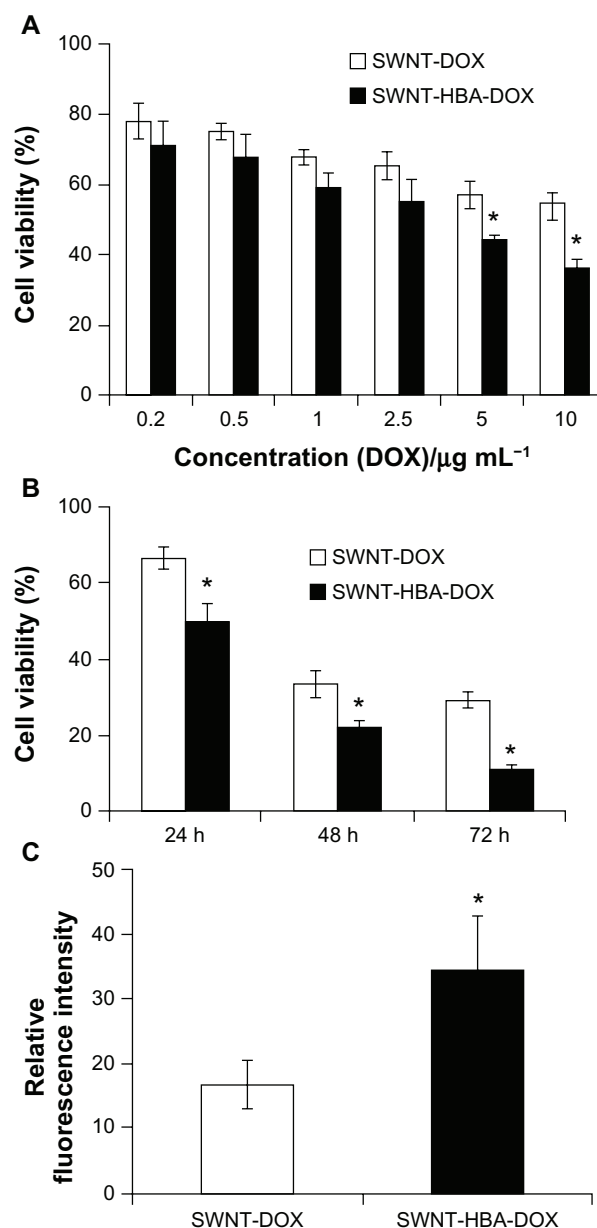 A
100
80
60
40
20
0
Cell viability (%)
SWNT-DOX
SWNT-HBA-DOX
*
*
0.2 0.5 1 2.5 5 10
Concentration (DOX)/μg mL⁻¹
B
100
60
40
20
0
Cell viability (%)
SWNT-DOX
SWNT-HBA-DOX
*
*
*
24 h 48 h 72 h
C
50
40
30
20
10
0
Relative
fluorescence intensity
*
SWNT-DOX SWNT-HBA-DOX